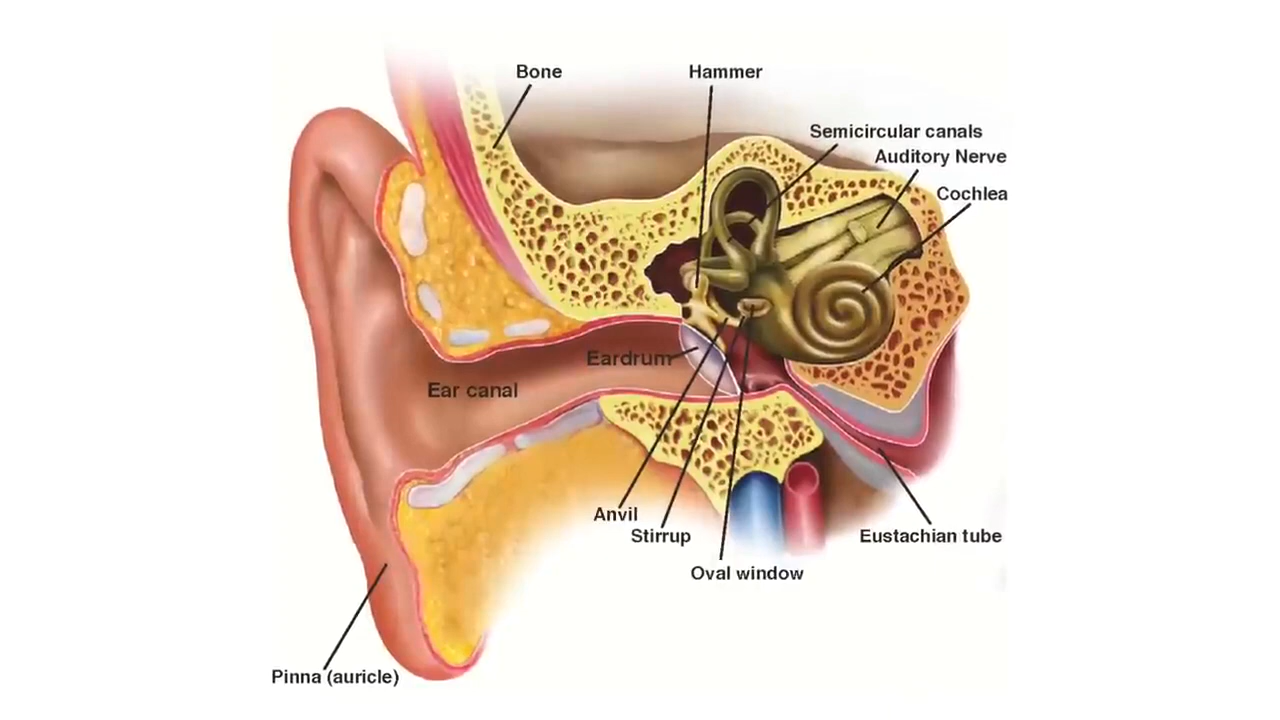 Bone
Hammer
Semicircular canals
Auditory Nerve
Cochlea
Eardrum
Ear canal
Anvil
Stirrup
Eustachian tube
Oval window
Pinna (auricle)